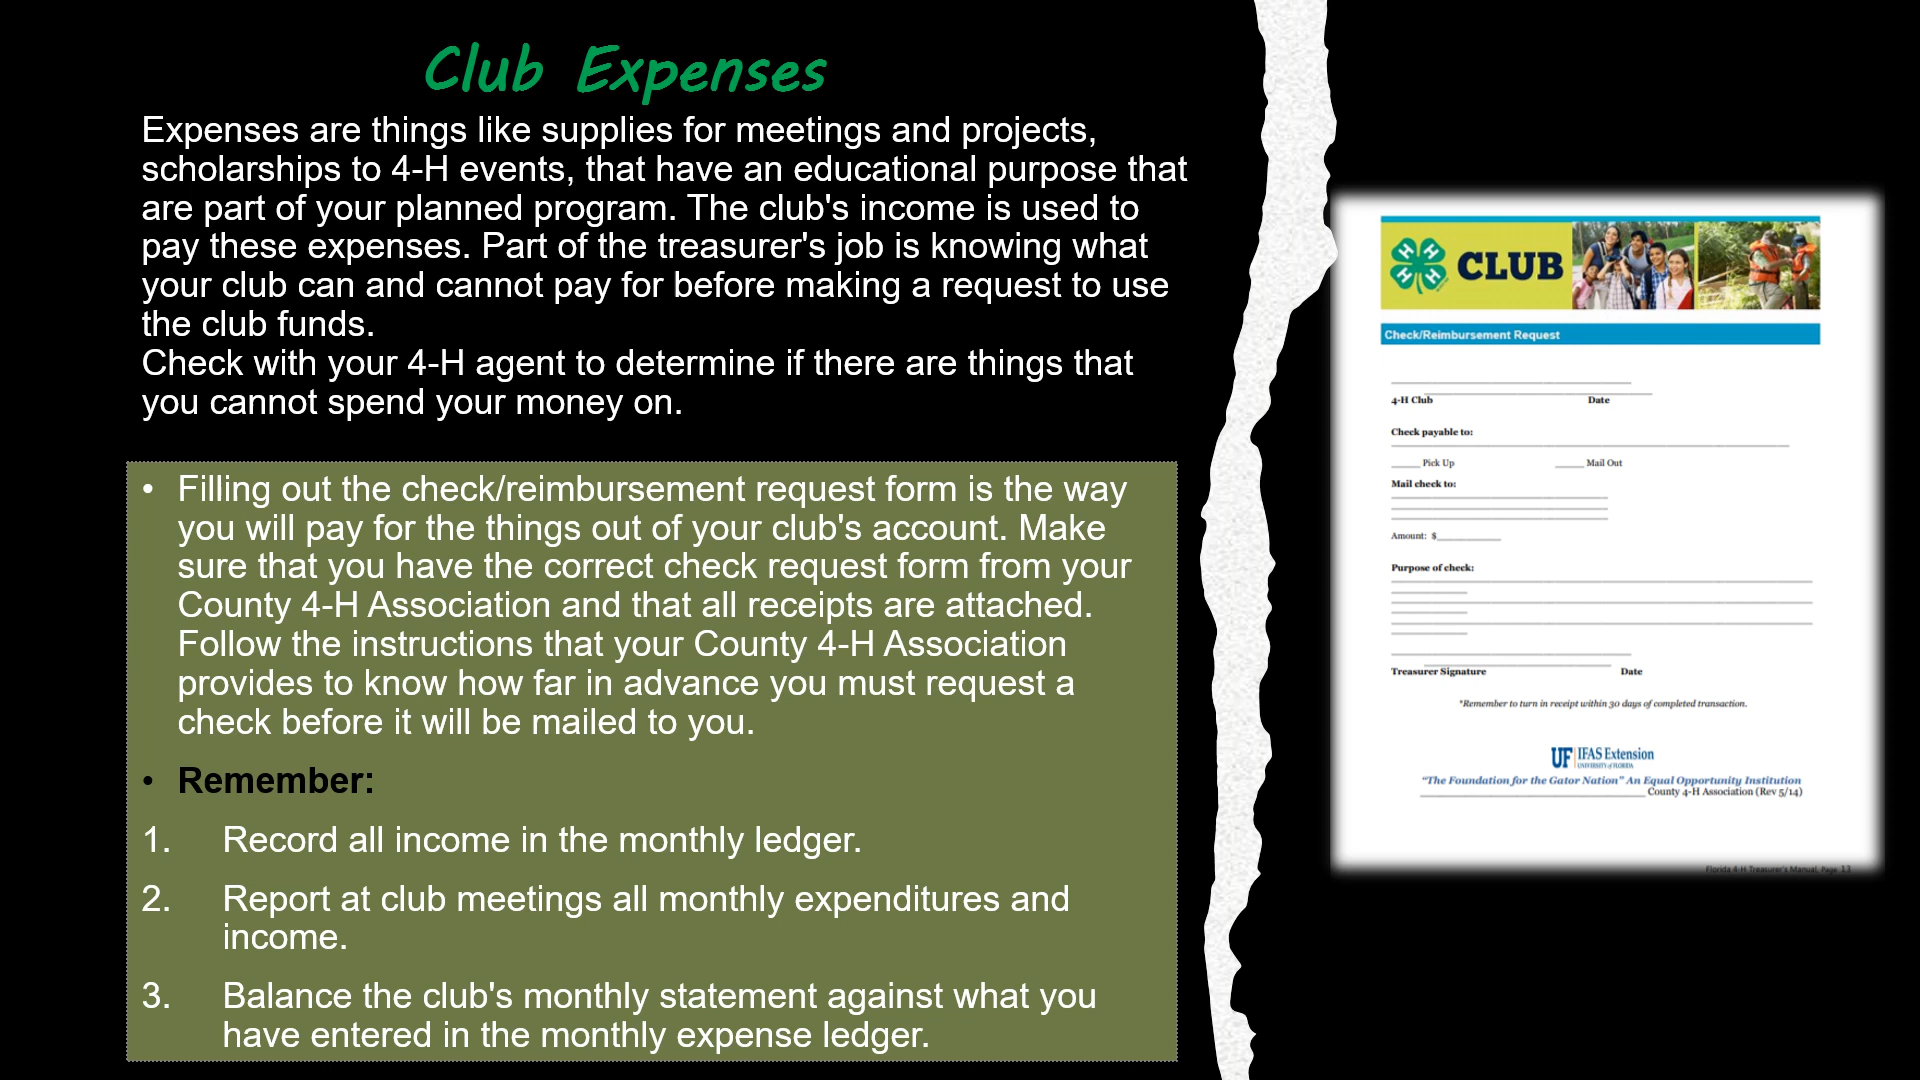 Club Expenses
Expenses are things like supplies for meetings and projects,
scholarships to 4-H events, that have an educational purpose that
are part of your planned program. The club's income is used to
pay these expenses. Part of the treasurer's job is knowing what
your club can and cannot pay for before making a request to use
the club funds.
Check with your 4-H agent to determine if there are things that
you cannot spend your money on.
• Filling out the check/reimbursement request form is the way
you will pay for the things out of your club's account. Make
sure that you have the correct check request form from your
County 4-H Association and that all receipts are attached.
Follow the instructions that your County 4-H Association
provides to know how far in advance you must request a
check before it will be mailed to you.
• Remember:
1. Record all income in the monthly ledger.
2. Report at club meetings all monthly expenditures and
income.
3. Balance the club's monthly statement against what you
have entered in the monthly expense ledger.
H H H H CLUB
Check/Reimbursement Request
4-H Club Date
Check payable to:
______ Pick Up ______ Mail Out
Mail check to:
Amount: $____________
Purpose of check:
Treasurer Signature Date
*Remember to turn in receipt within 30 days of completed transaction.
UF IFAS Extension
UNIVERSITY of FLORIDA
"The Foundation for the Gator Nation" An Equal Opportunity Institution
County 4-H Association (Rev 5/14)
Florida 4-H Treasurer's Manual, Page 13